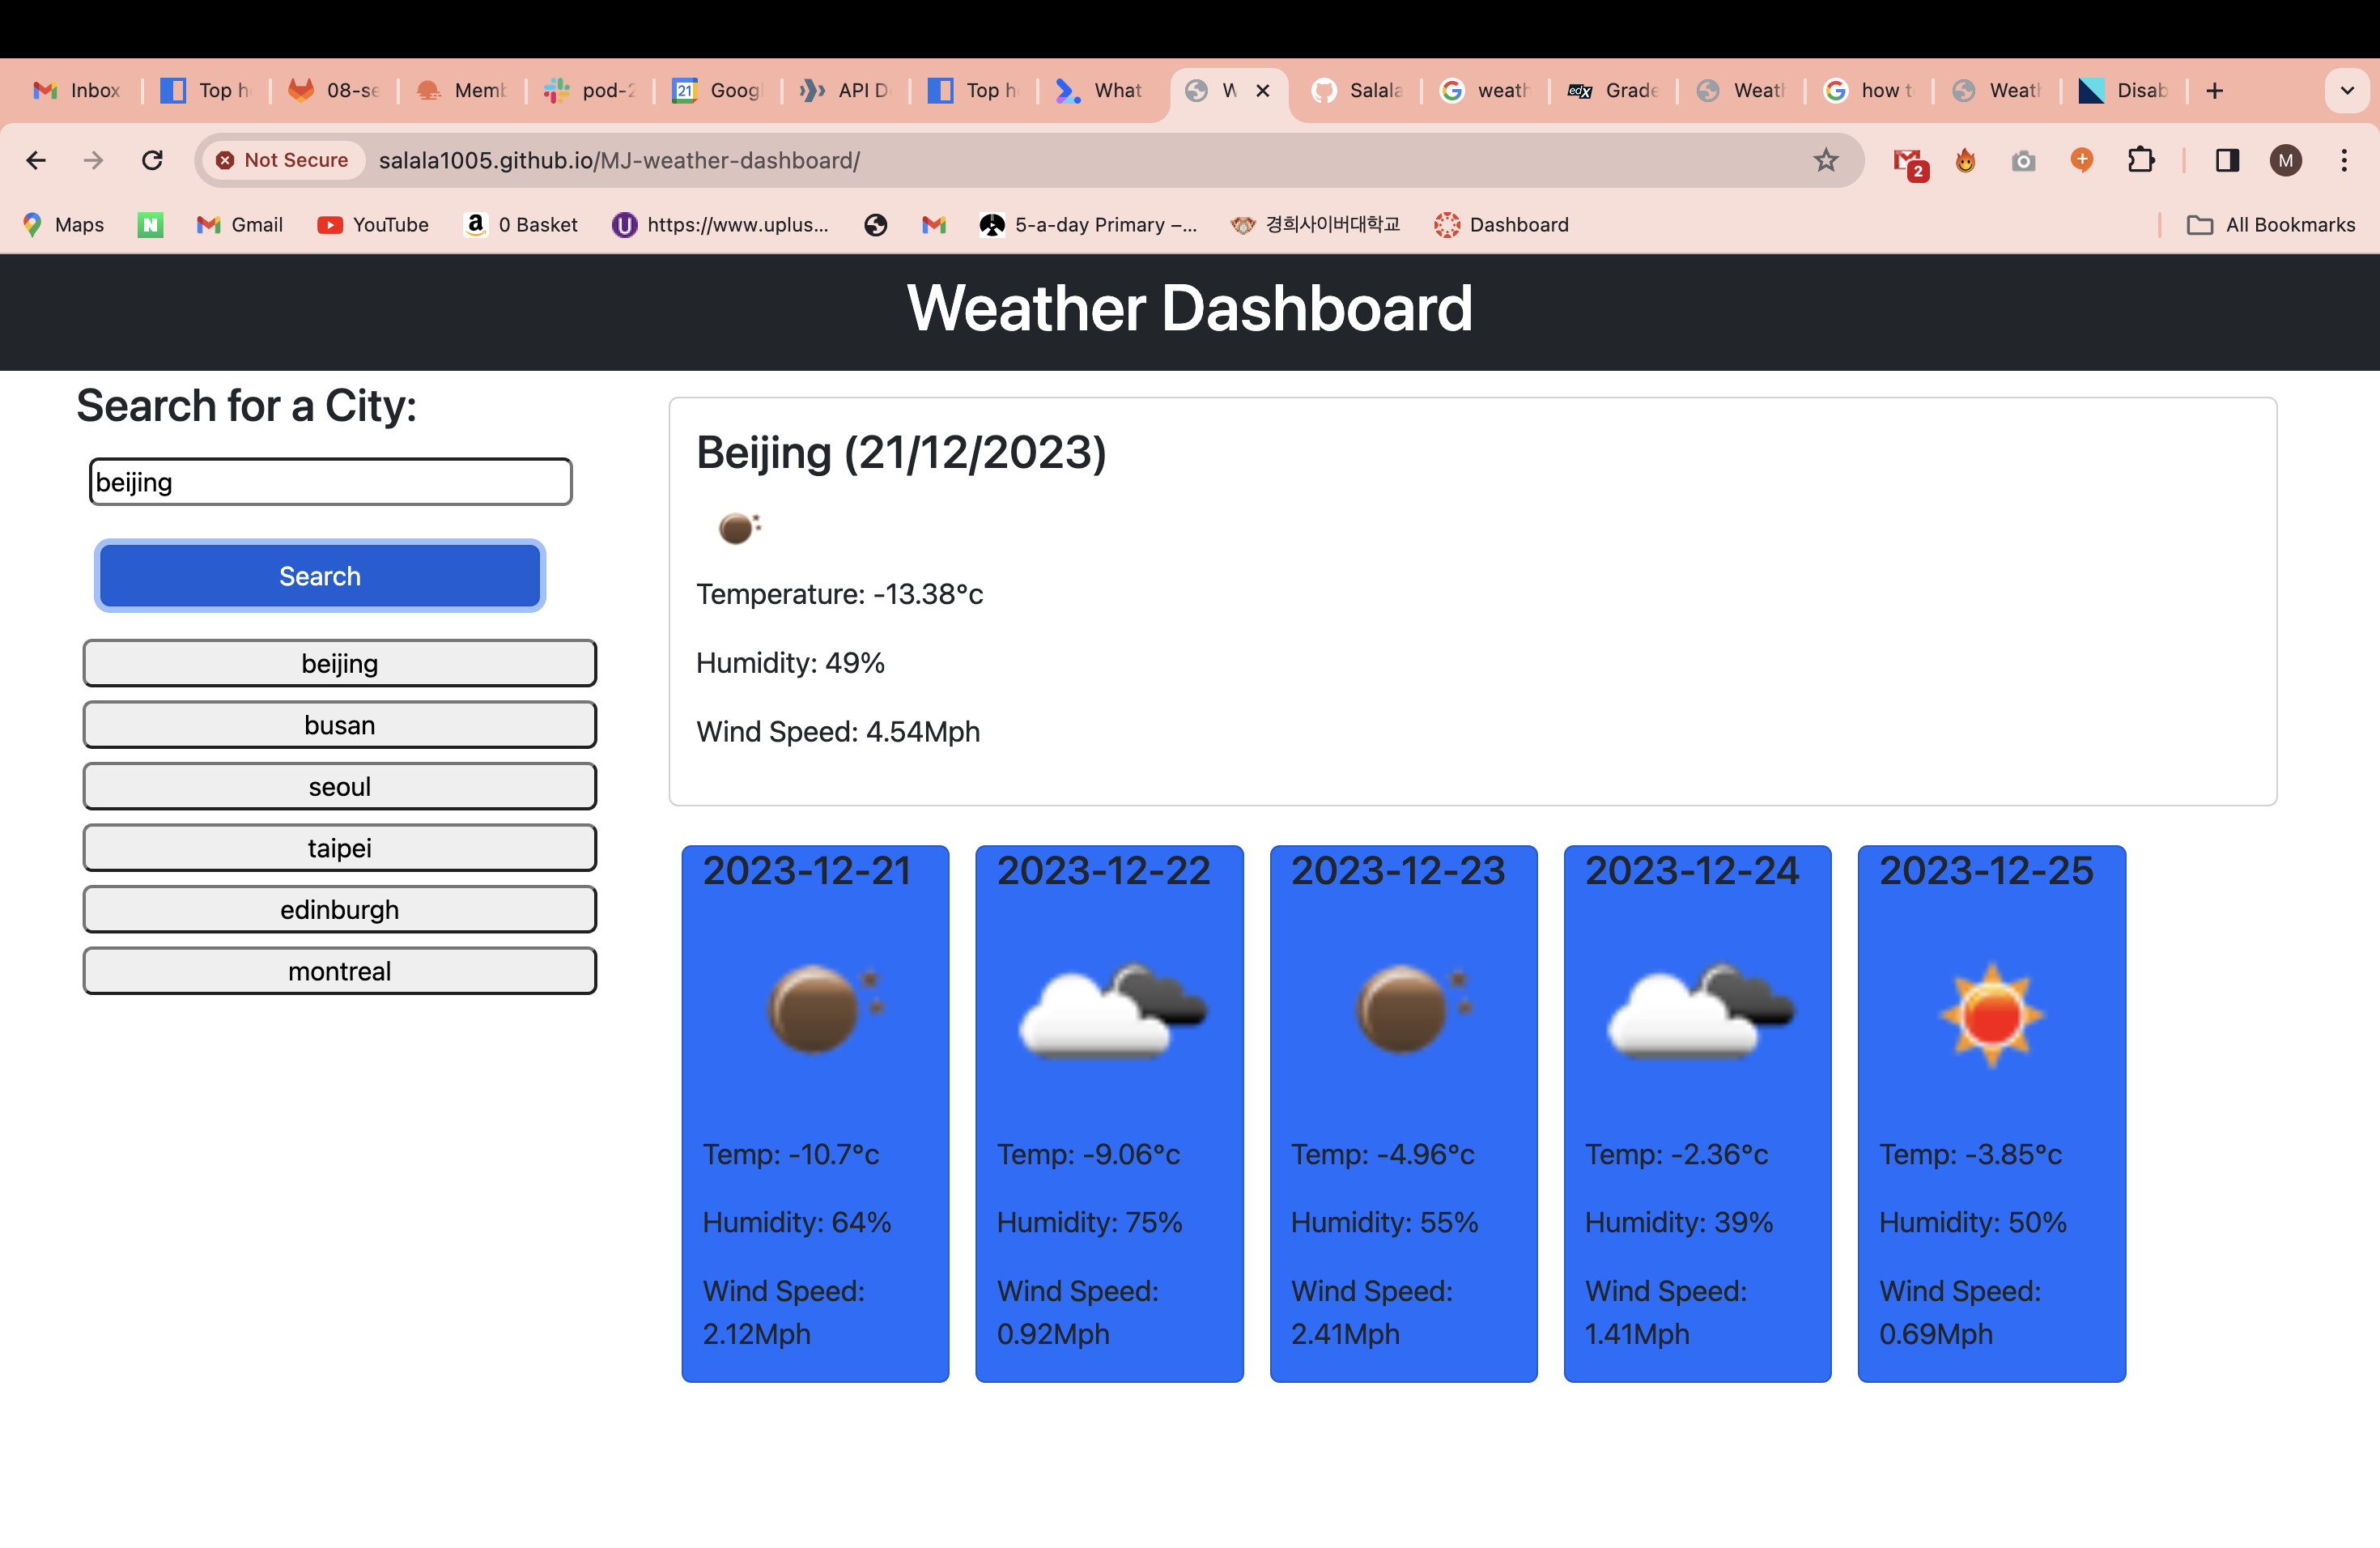 Inbox
Top h
08-se
Memb
pod-2
21
Googl
API D
Top h
What
W
Salala
weath
edX
Grade
Weath
how t
Weath
Disab
Not Secure
salala1005.github.io/MJ-weather-dashboard/
2
M
Maps
N
Gmail
YouTube
a
0 Basket
U
https://www.uplus...
5-a-day Primary –...
경희사이버대학교
Dashboard
All Bookmarks
Weather Dashboard
Search for a City:
beijing
Search
beijing
busan
seoul
taipei
edinburgh
montreal
Beijing (21/12/2023)
Temperature: -13.38°c
Humidity: 49%
Wind Speed: 4.54Mph
2023-12-21
Temp: -10.7°c
Humidity: 64%
Wind Speed:
2.12Mph
2023-12-22
Temp: -9.06°c
Humidity: 75%
Wind Speed:
0.92Mph
2023-12-23
Temp: -4.96°c
Humidity: 55%
Wind Speed:
2.41Mph
2023-12-24
Temp: -2.36°c
Humidity: 39%
Wind Speed:
1.41Mph
2023-12-25
Temp: -3.85°c
Humidity: 50%
Wind Speed:
0.69Mph